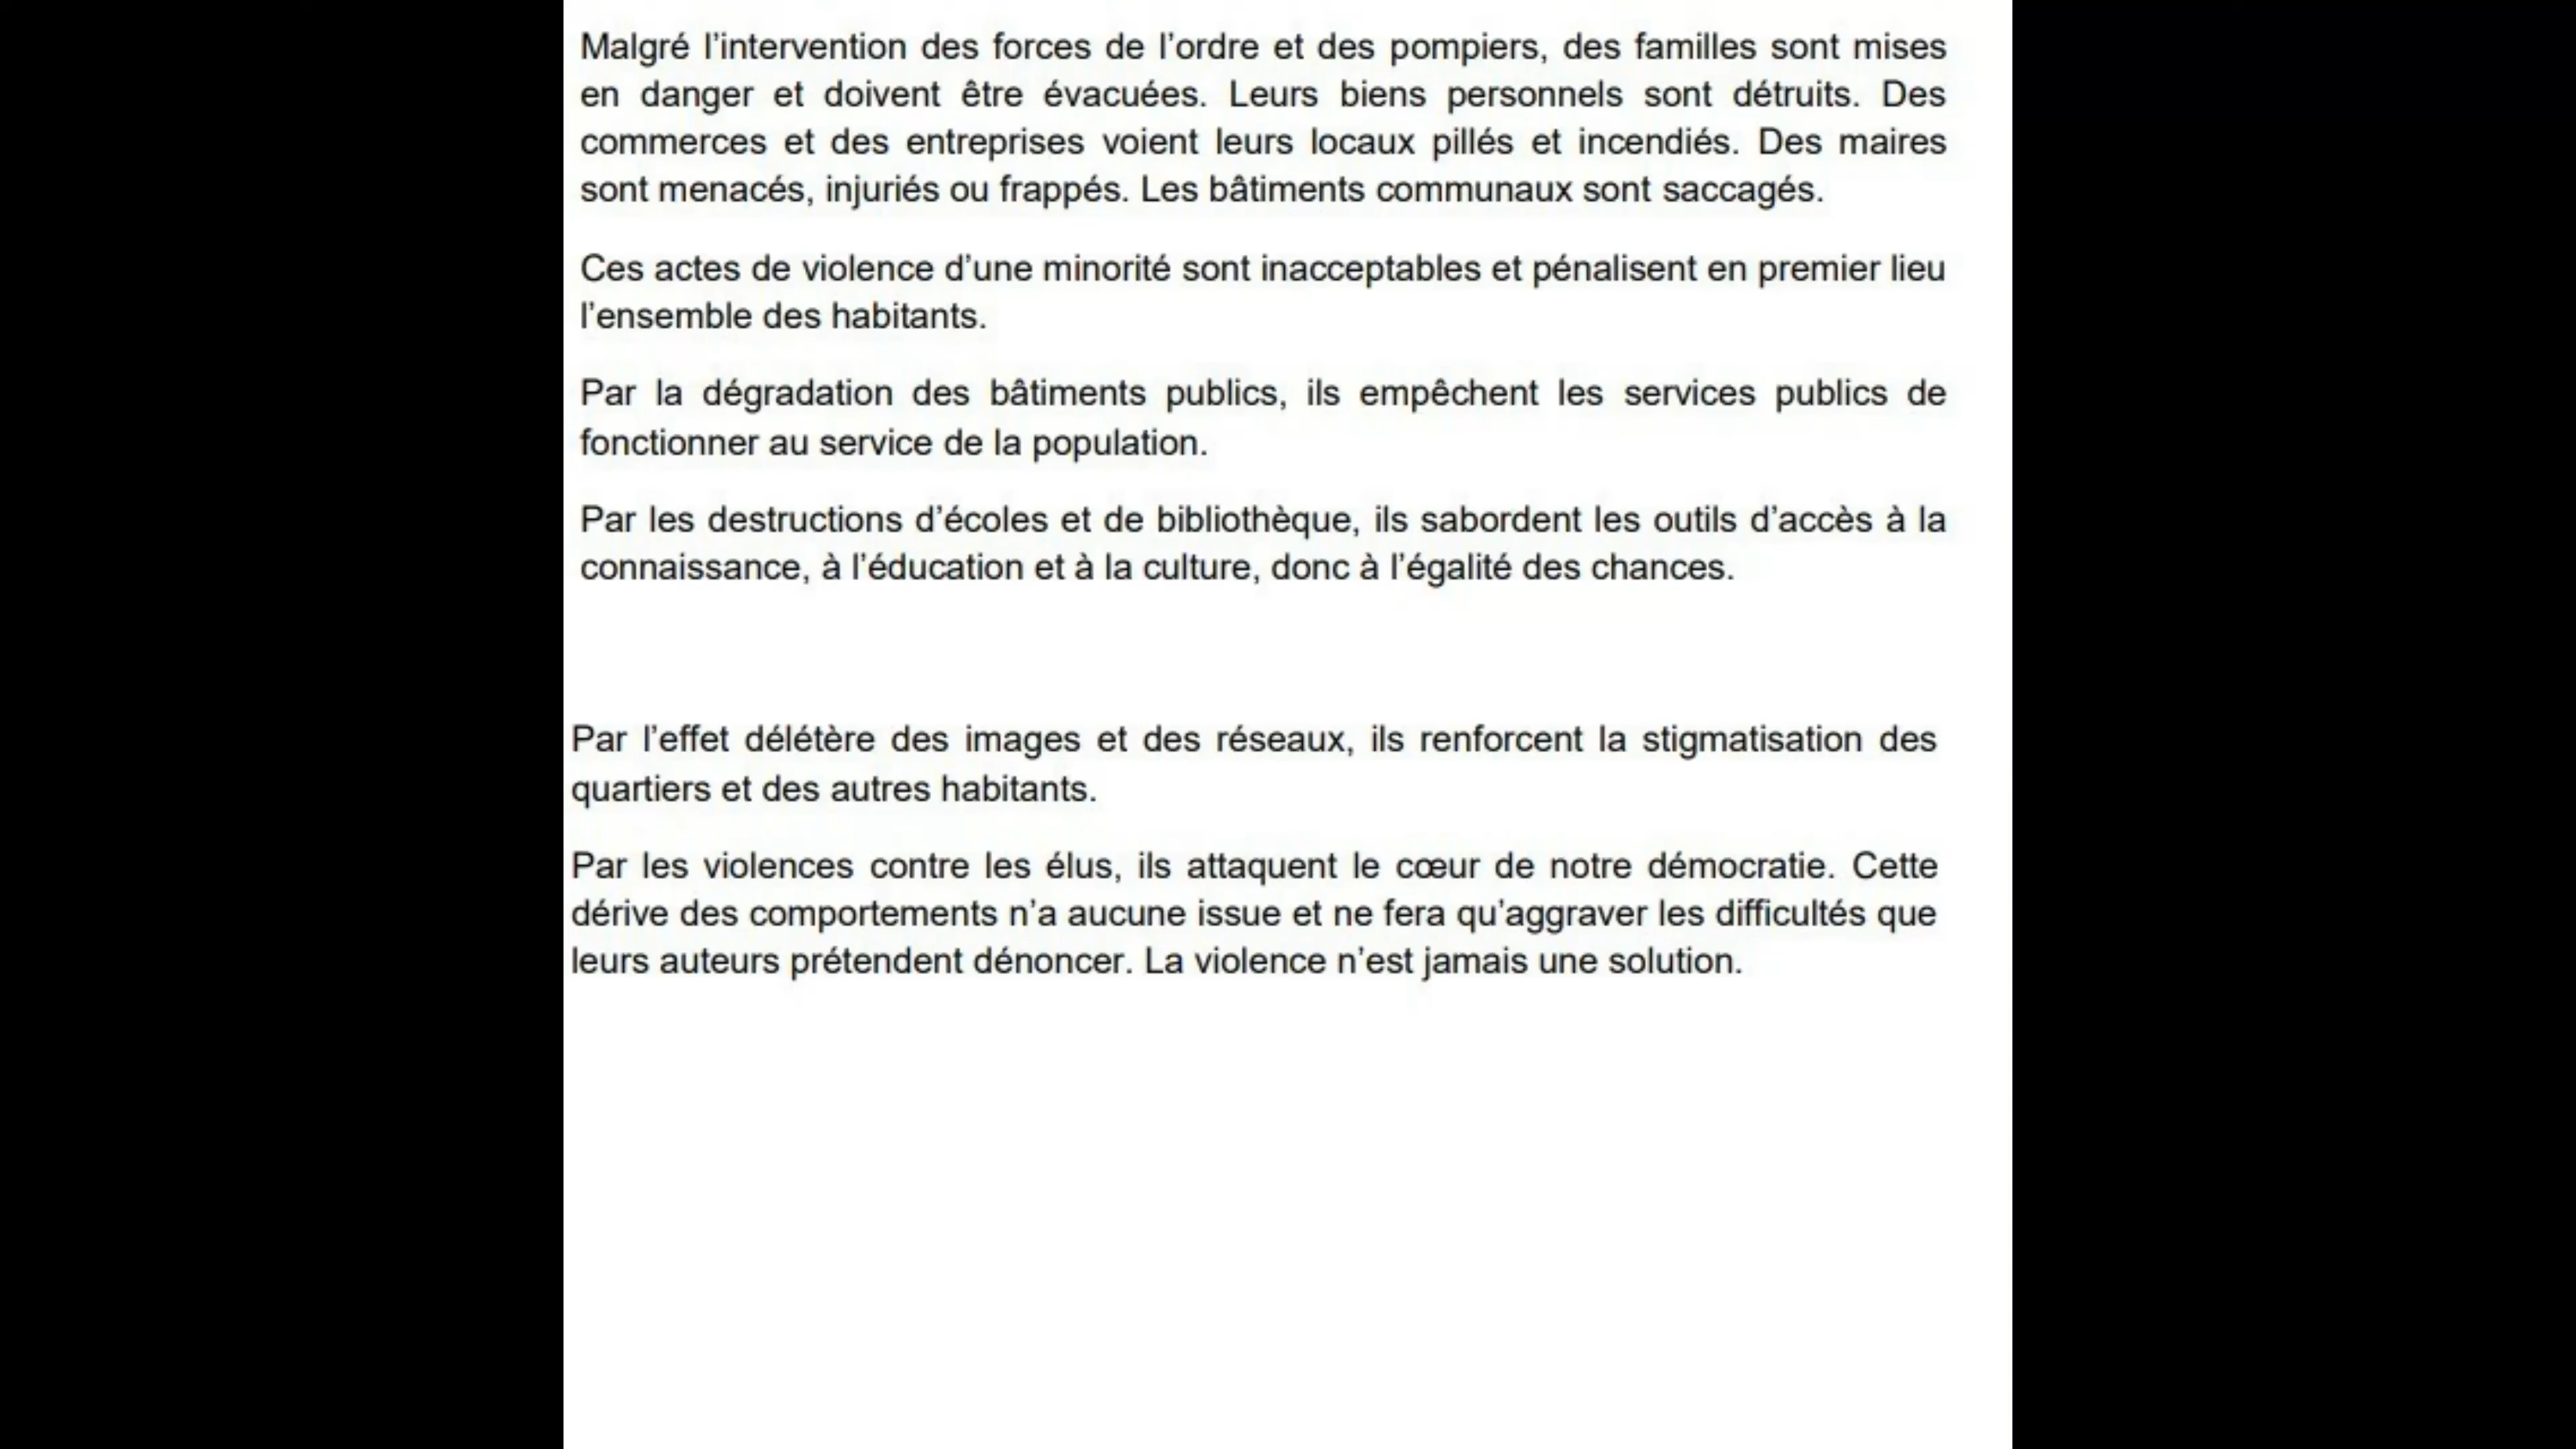 Malgré l’intervention des forces de l’ordre et des pompiers, des familles sont mises
en danger et doivent être évacuées. Leurs biens personnels sont détruits. Des
commerces et des entreprises voient leurs locaux pillés et incendiés. Des maires
sont menacés, injuriés ou frappés. Les bâtiments communaux sont saccagés.
Ces actes de violence d’une minorité sont inacceptables et pénalisent en premier lieu
l’ensemble des habitants.
Par la dégradation des bâtiments publics, ils empêchent les services publics de
fonctionner au service de la population.
Par les destructions d’écoles et de bibliothèque, ils sabordent les outils d’accès à la
connaissance, à l’éducation et à la culture, donc à l’égalité des chances.
Par l’effet délétère des images et des réseaux, ils renforcent la stigmatisation des
quartiers et des autres habitants.
Par les violences contre les élus, ils attaquent le cœur de notre démocratie. Cette
dérive des comportements n’a aucune issue et ne fera qu’aggraver les difficultés que
leurs auteurs prétendent dénoncer. La violence n’est jamais une solution.